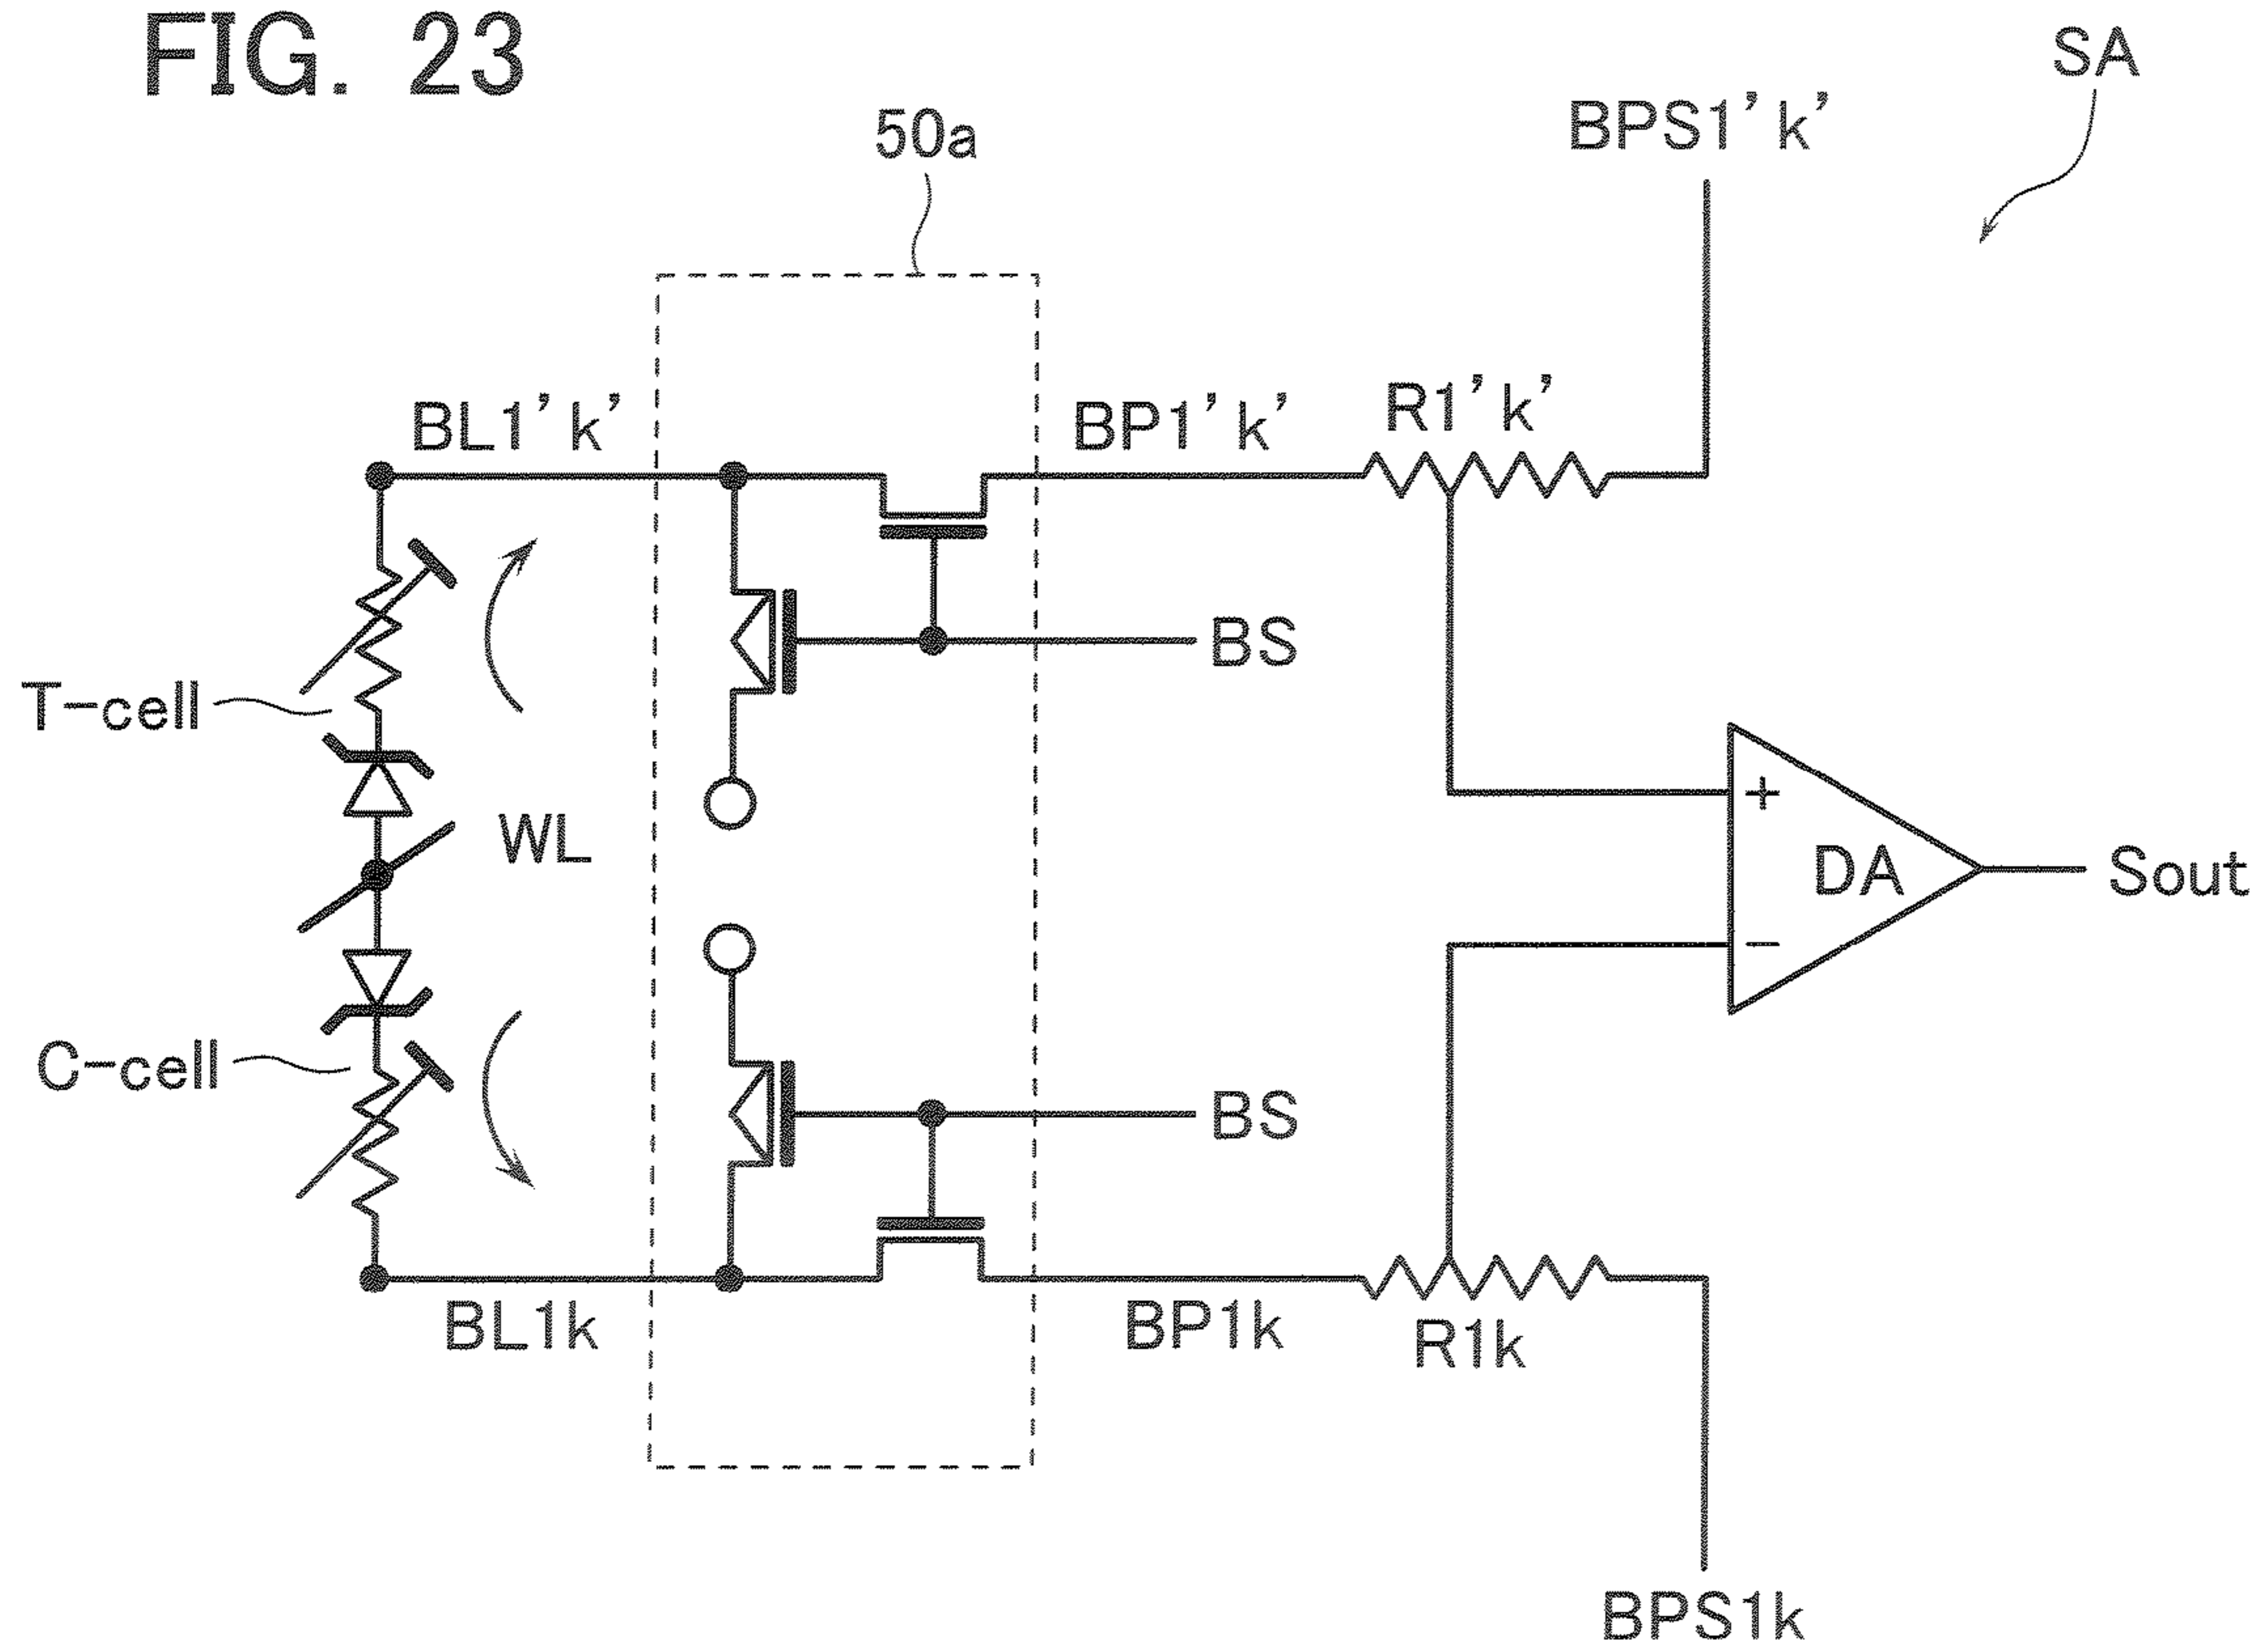 FIG. 23
SA
50a
BPS1’k’
BL1’k’
BP1’k’
R1’k’
BS
T-cell
WL
+
DA
Sout
−
C-cell
BS
BL1k
BP1k
R1k
BPS1k